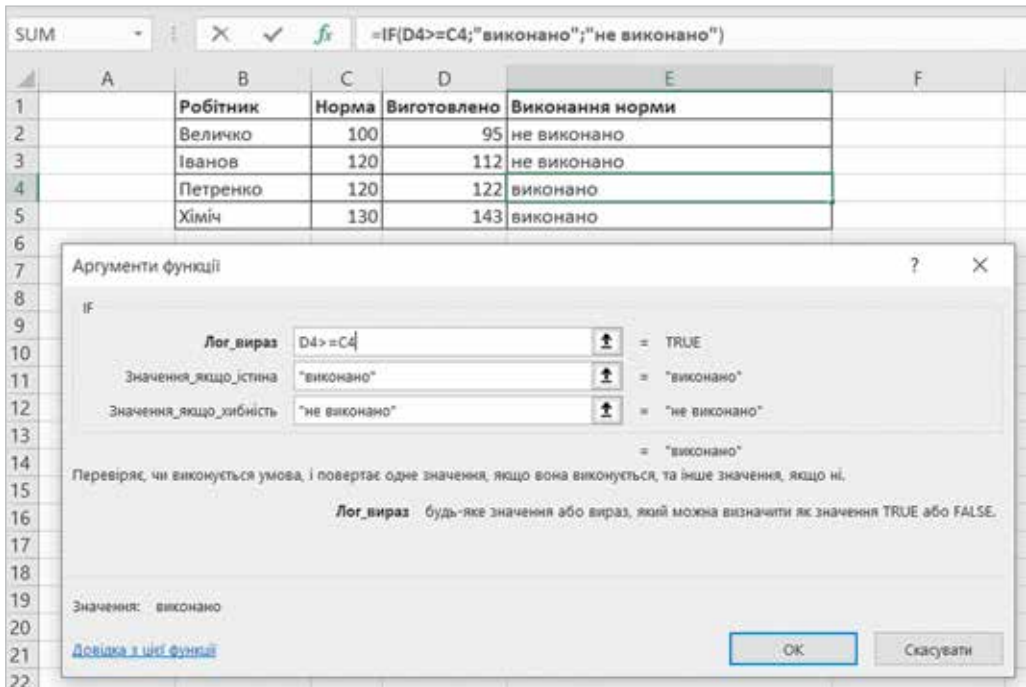 SUM =IF(D4>=C4;"виконано";"не виконано")
A B C D E F
1 Робітник Норма Виготовлено Виконання норми
2 Величко 100 95 не виконано
3 Іванов 120 112 не виконано
4 Петренко 120 122 виконано
5 Хіміч 130 143 виконано
6
7 Аргументи функції ? ×
8 IF
9
10 Лог_вираз D4>=C4 = TRUE
11 Значення_якщо_істина "виконано" = "виконано"
12 Значення_якщо_хибність "не виконано" = "не виконано"
13
14 = "виконано"
15 Перевіряє, чи виконується умова, і повертає одне значення, якщо вона виконується, та інше значення, якщо ні.
16 Лог_вираз будь-яке значення або вираз, який можна визначити як значення TRUE або FALSE.
17
18
19 Значення: виконано
20
21 Довідка з цієї функції ОК Скасувати
22